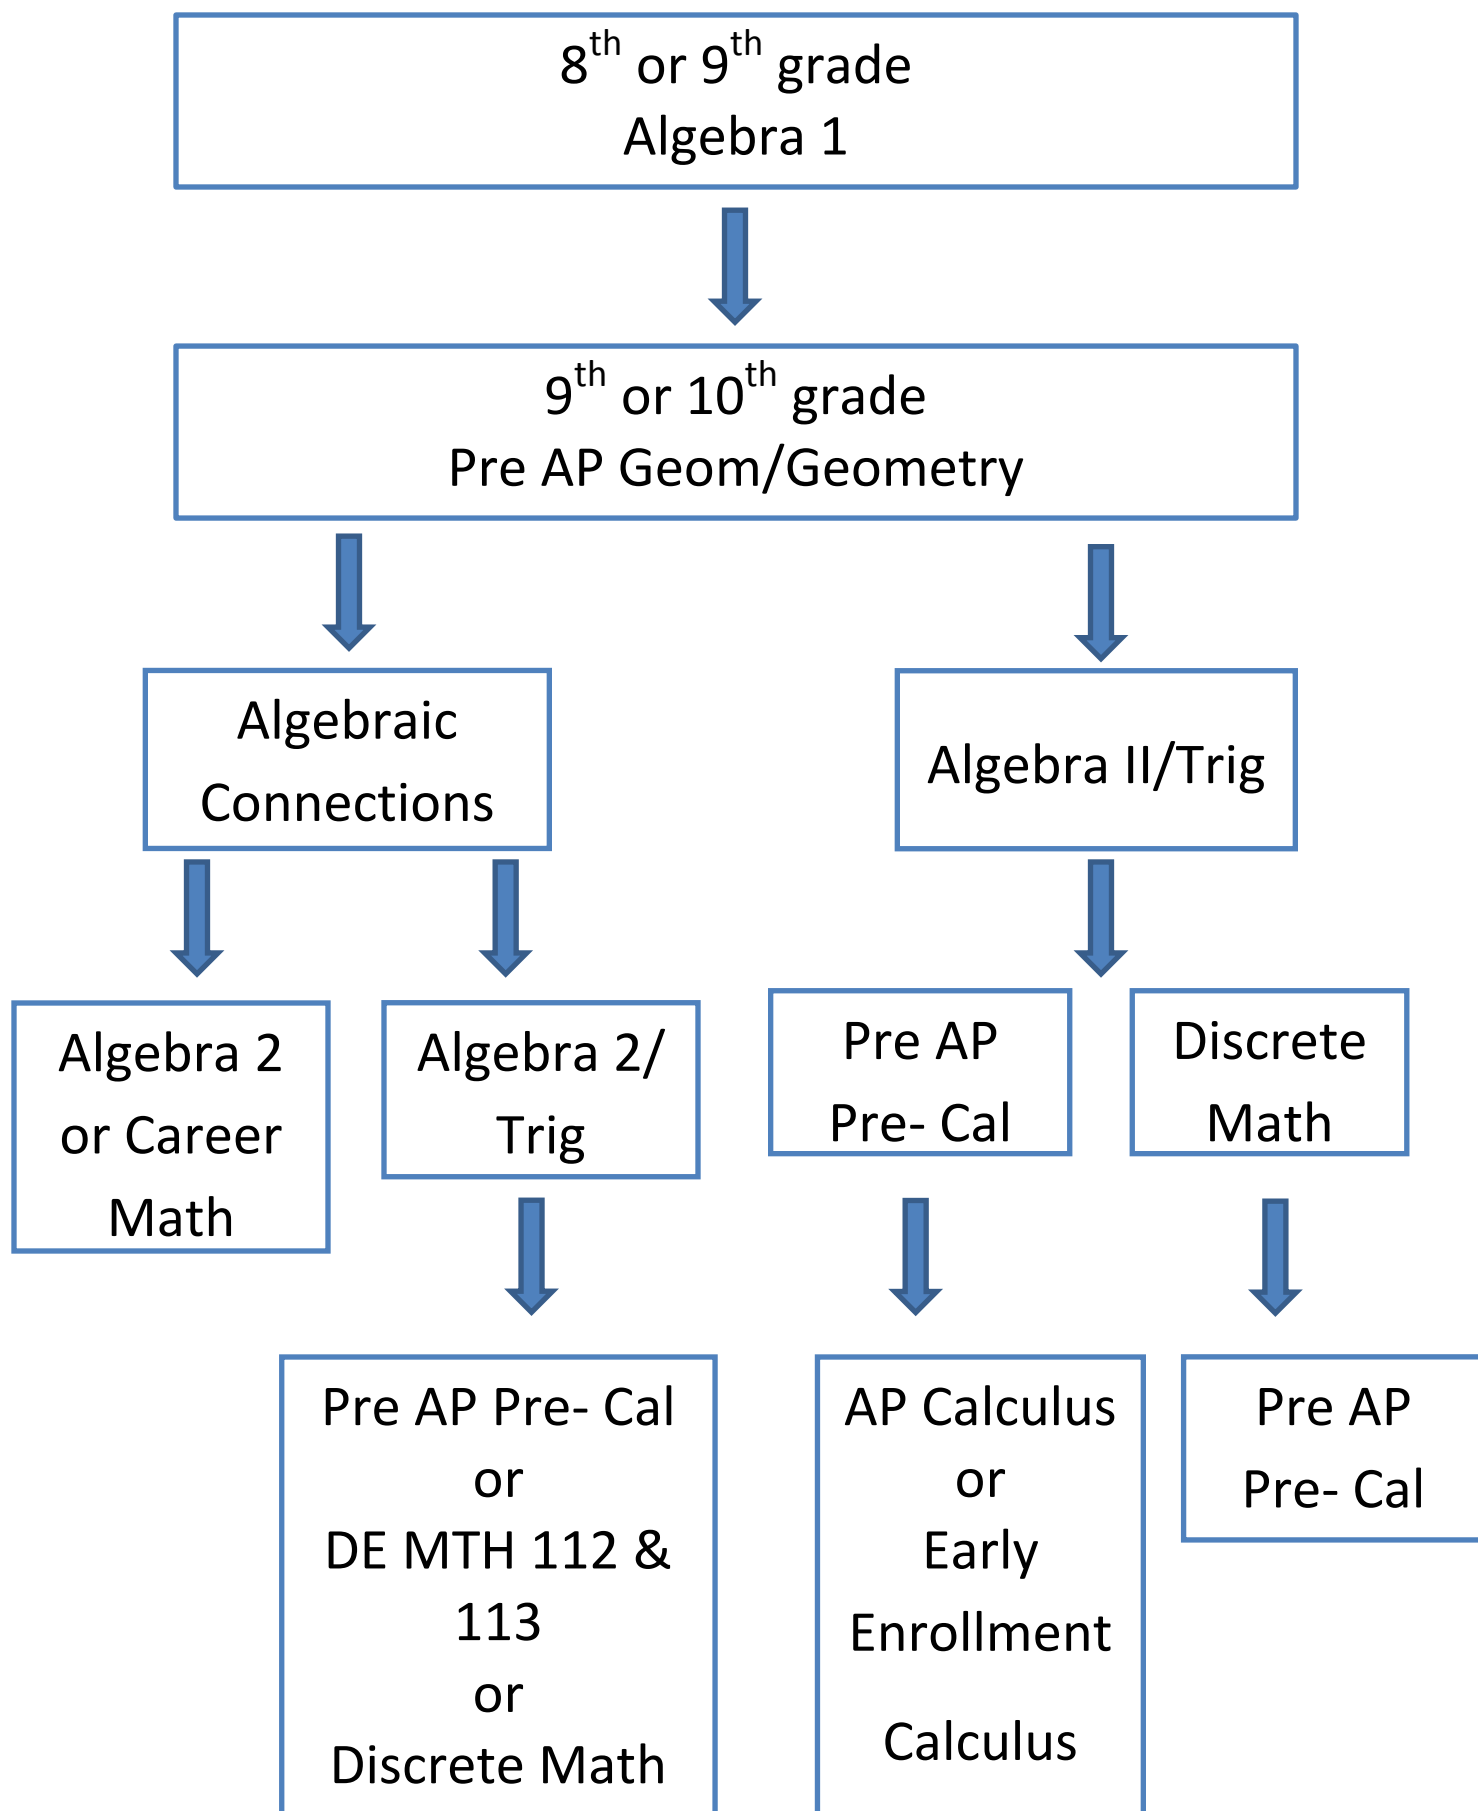 8th or 9th grade
Algebra 1
9th or 10th grade
Pre AP Geom/Geometry
Algebraic
Connections
Algebra II/Trig
Algebra 2
or Career
Math
Algebra 2/
Trig
Pre AP
Pre- Cal
Discrete
Math
Pre AP Pre- Cal
or
DE MTH 112 &
113
or
Discrete Math
AP Calculus
or
Early
Enrollment
Calculus
Pre AP
Pre- Cal